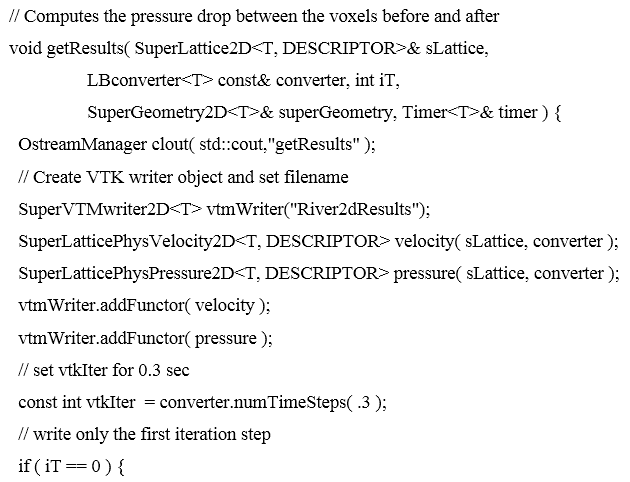 // Computes the pressure drop between the voxels before and after
void getResults( SuperLattice2D<T, DESCRIPTOR>& sLattice,
LBconverter<T> const& converter, int iT,
SuperGeometry2D<T>& superGeometry, Timer<T>& timer ) {
OstreamManager clout( std::cout,"getResults" );
// Create VTK writer object and set filename
SuperVTMwriter2D<T> vtmWriter("River2dResults");
SuperLatticePhysVelocity2D<T, DESCRIPTOR> velocity( sLattice, converter );
SuperLatticePhysPressure2D<T, DESCRIPTOR> pressure( sLattice, converter );
vtmWriter.addFunctor( velocity );
vtmWriter.addFunctor( pressure );
// set vtkIter for 0.3 sec
const int vtkIter  = converter.numTimeSteps( .3 );
// write only the first iteration step
if ( iT == 0 ) {